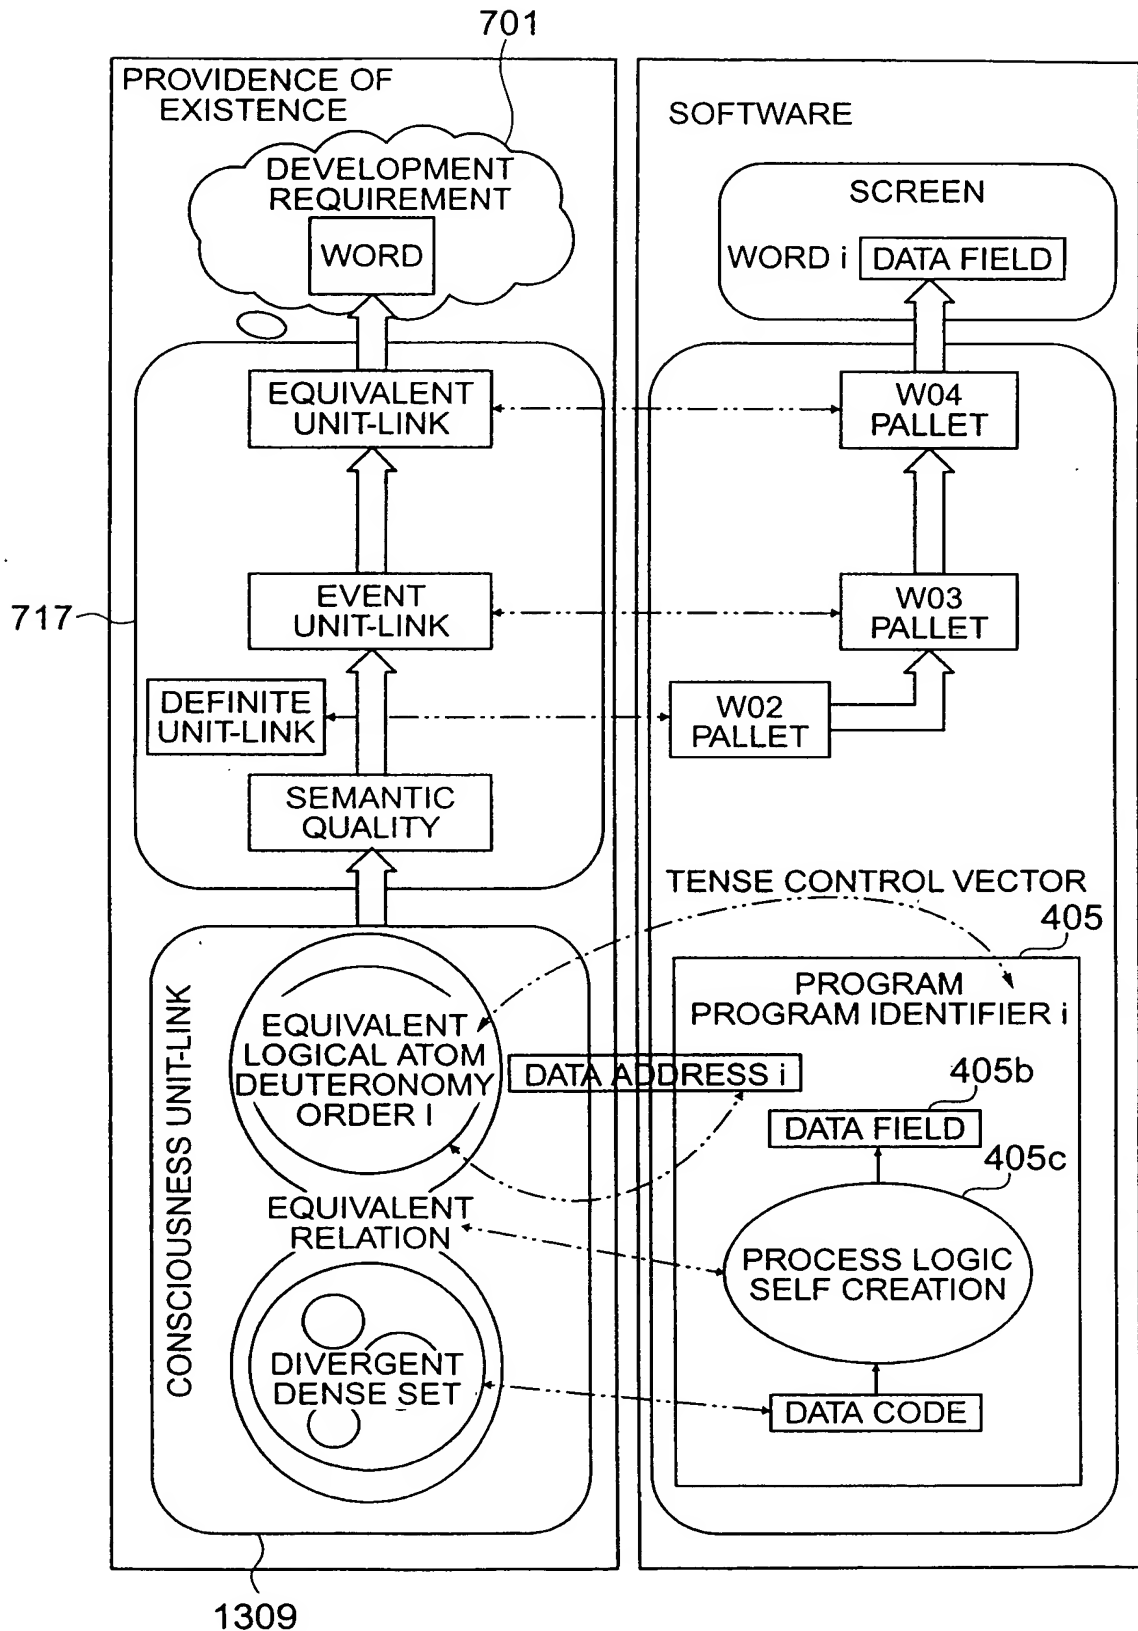 701
PROVIDENCE OF
EXISTENCE
DEVELOPMENT
REQUIREMENT
WORD
EQUIVALENT
UNIT-LINK
EVENT
UNIT-LINK
717
DEFINITE
UNIT-LINK
SEMANTIC
QUALITY
CONSCIOUSNESS UNIT-LINK
EQUIVALENT
LOGICAL ATOM
DEUTERONOMY
ORDER I
EQUIVALENT
RELATION
DIVERGENT
DENSE SET
1309
SOFTWARE
SCREEN
WORD i DATA FIELD
W04
PALLET
W03
PALLET
W02
PALLET
TENSE CONTROL VECTOR
405
PROGRAM
PROGRAM IDENTIFIER i
DATA ADDRESS i
405b
DATA FIELD
405c
PROCESS LOGIC
SELF CREATION
DATA CODE